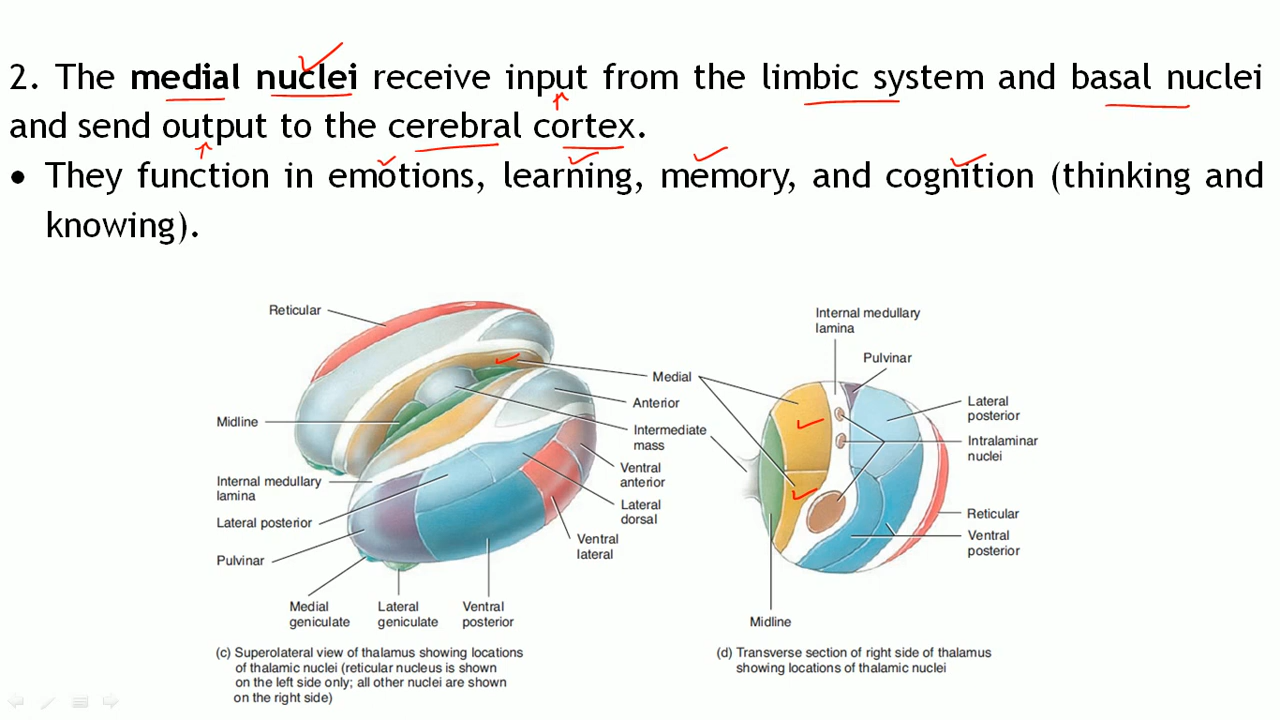 2. The medial nuclei receive input from the limbic system and basal nuclei
and send output to the cerebral cortex.
• They function in emotions, learning, memory, and cognition (thinking and
knowing).
Reticular
Midline
Internal medullary
lamina
Lateral posterior
Pulvinar
Medial
geniculate
Lateral
geniculate
Ventral
posterior
Medial
Anterior
Intermediate
mass
Ventral
anterior
Lateral
dorsal
Ventral
lateral
(c) Superolateral view of thalamus showing locations
of thalamic nuclei (reticular nucleus is shown
on the left side only; all other nuclei are shown
on the right side)
Internal medullary
lamina
Pulvinar
Lateral
posterior
Intralaminar
nuclei
Reticular
Ventral
posterior
Midline
(d) Transverse section of right side of thalamus
showing locations of thalamic nuclei